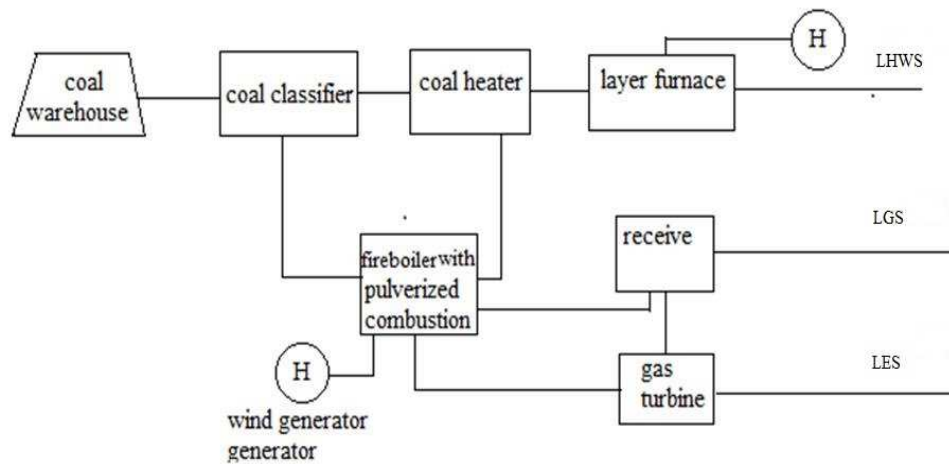 coal
warehouse
coal classifier
coal heater
layer furnace
H
LHWS
fireboiler with
pulverized
combustion
receive
LGS
H
wind generator
generator
gas
turbine
LES